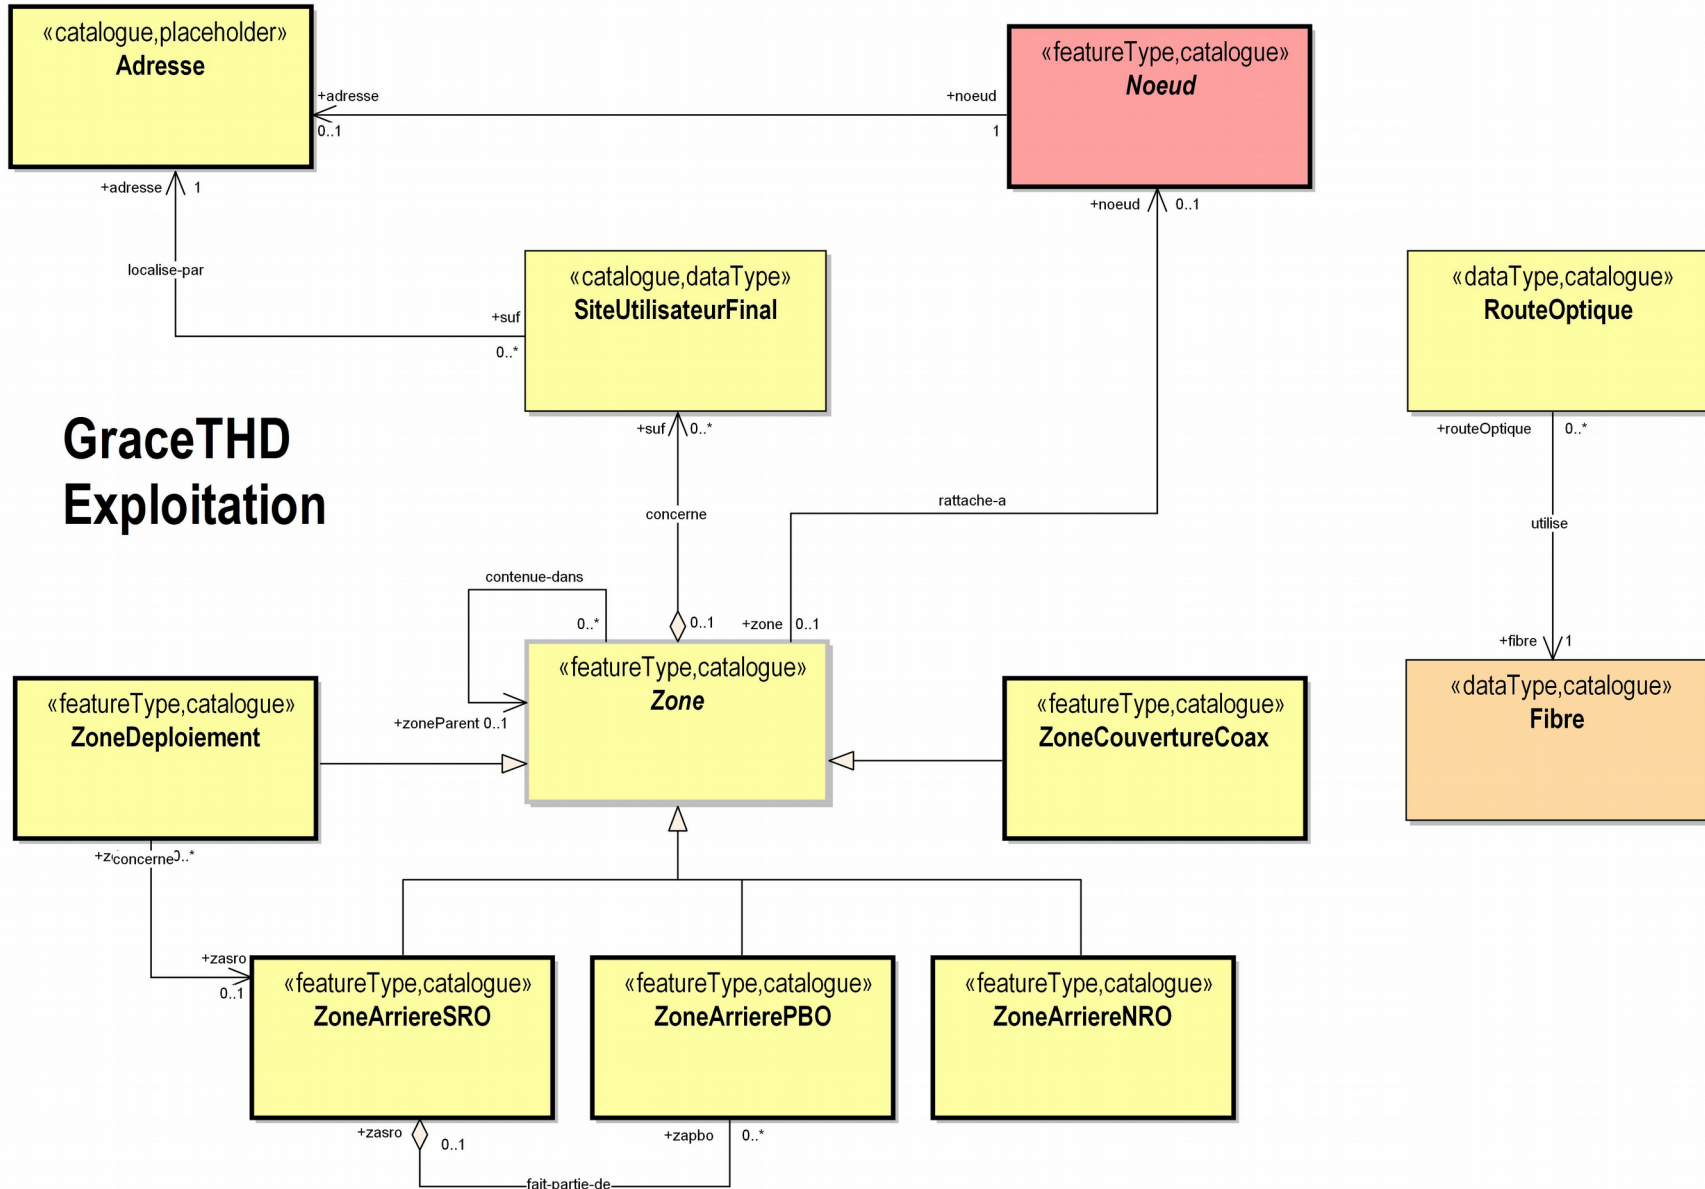 «catalogue,placeholder»
Adresse
«featureType,catalogue»
Noeud
+adresse
0..1
+noeud
1
+adresse
1
+noeud
0..1
localise-par
+suf
0..*
«catalogue,dataType»
SiteUtilisateurFinal
«dataType,catalogue»
RouteOptique
GraceTHD
Exploitation
+suf
0..*
+routeOptique
0..*
concerne
rattache-a
utilise
contenue-dans
0..*
0..1
+zone
0..1
+zoneParent 0..1
+fibre
1
«featureType,catalogue»
ZoneDeploiement
«featureType,catalogue»
Zone
«featureType,catalogue»
ZoneCouvertureCoax
«dataType,catalogue»
Fibre
concerne
0..*
+zasro
0..1
«featureType,catalogue»
ZoneArriereSRO
«featureType,catalogue»
ZoneArrierePBO
«featureType,catalogue»
ZoneArriereNRO
+zasro
0..1
+zapbo
0..*
fait-partie-de